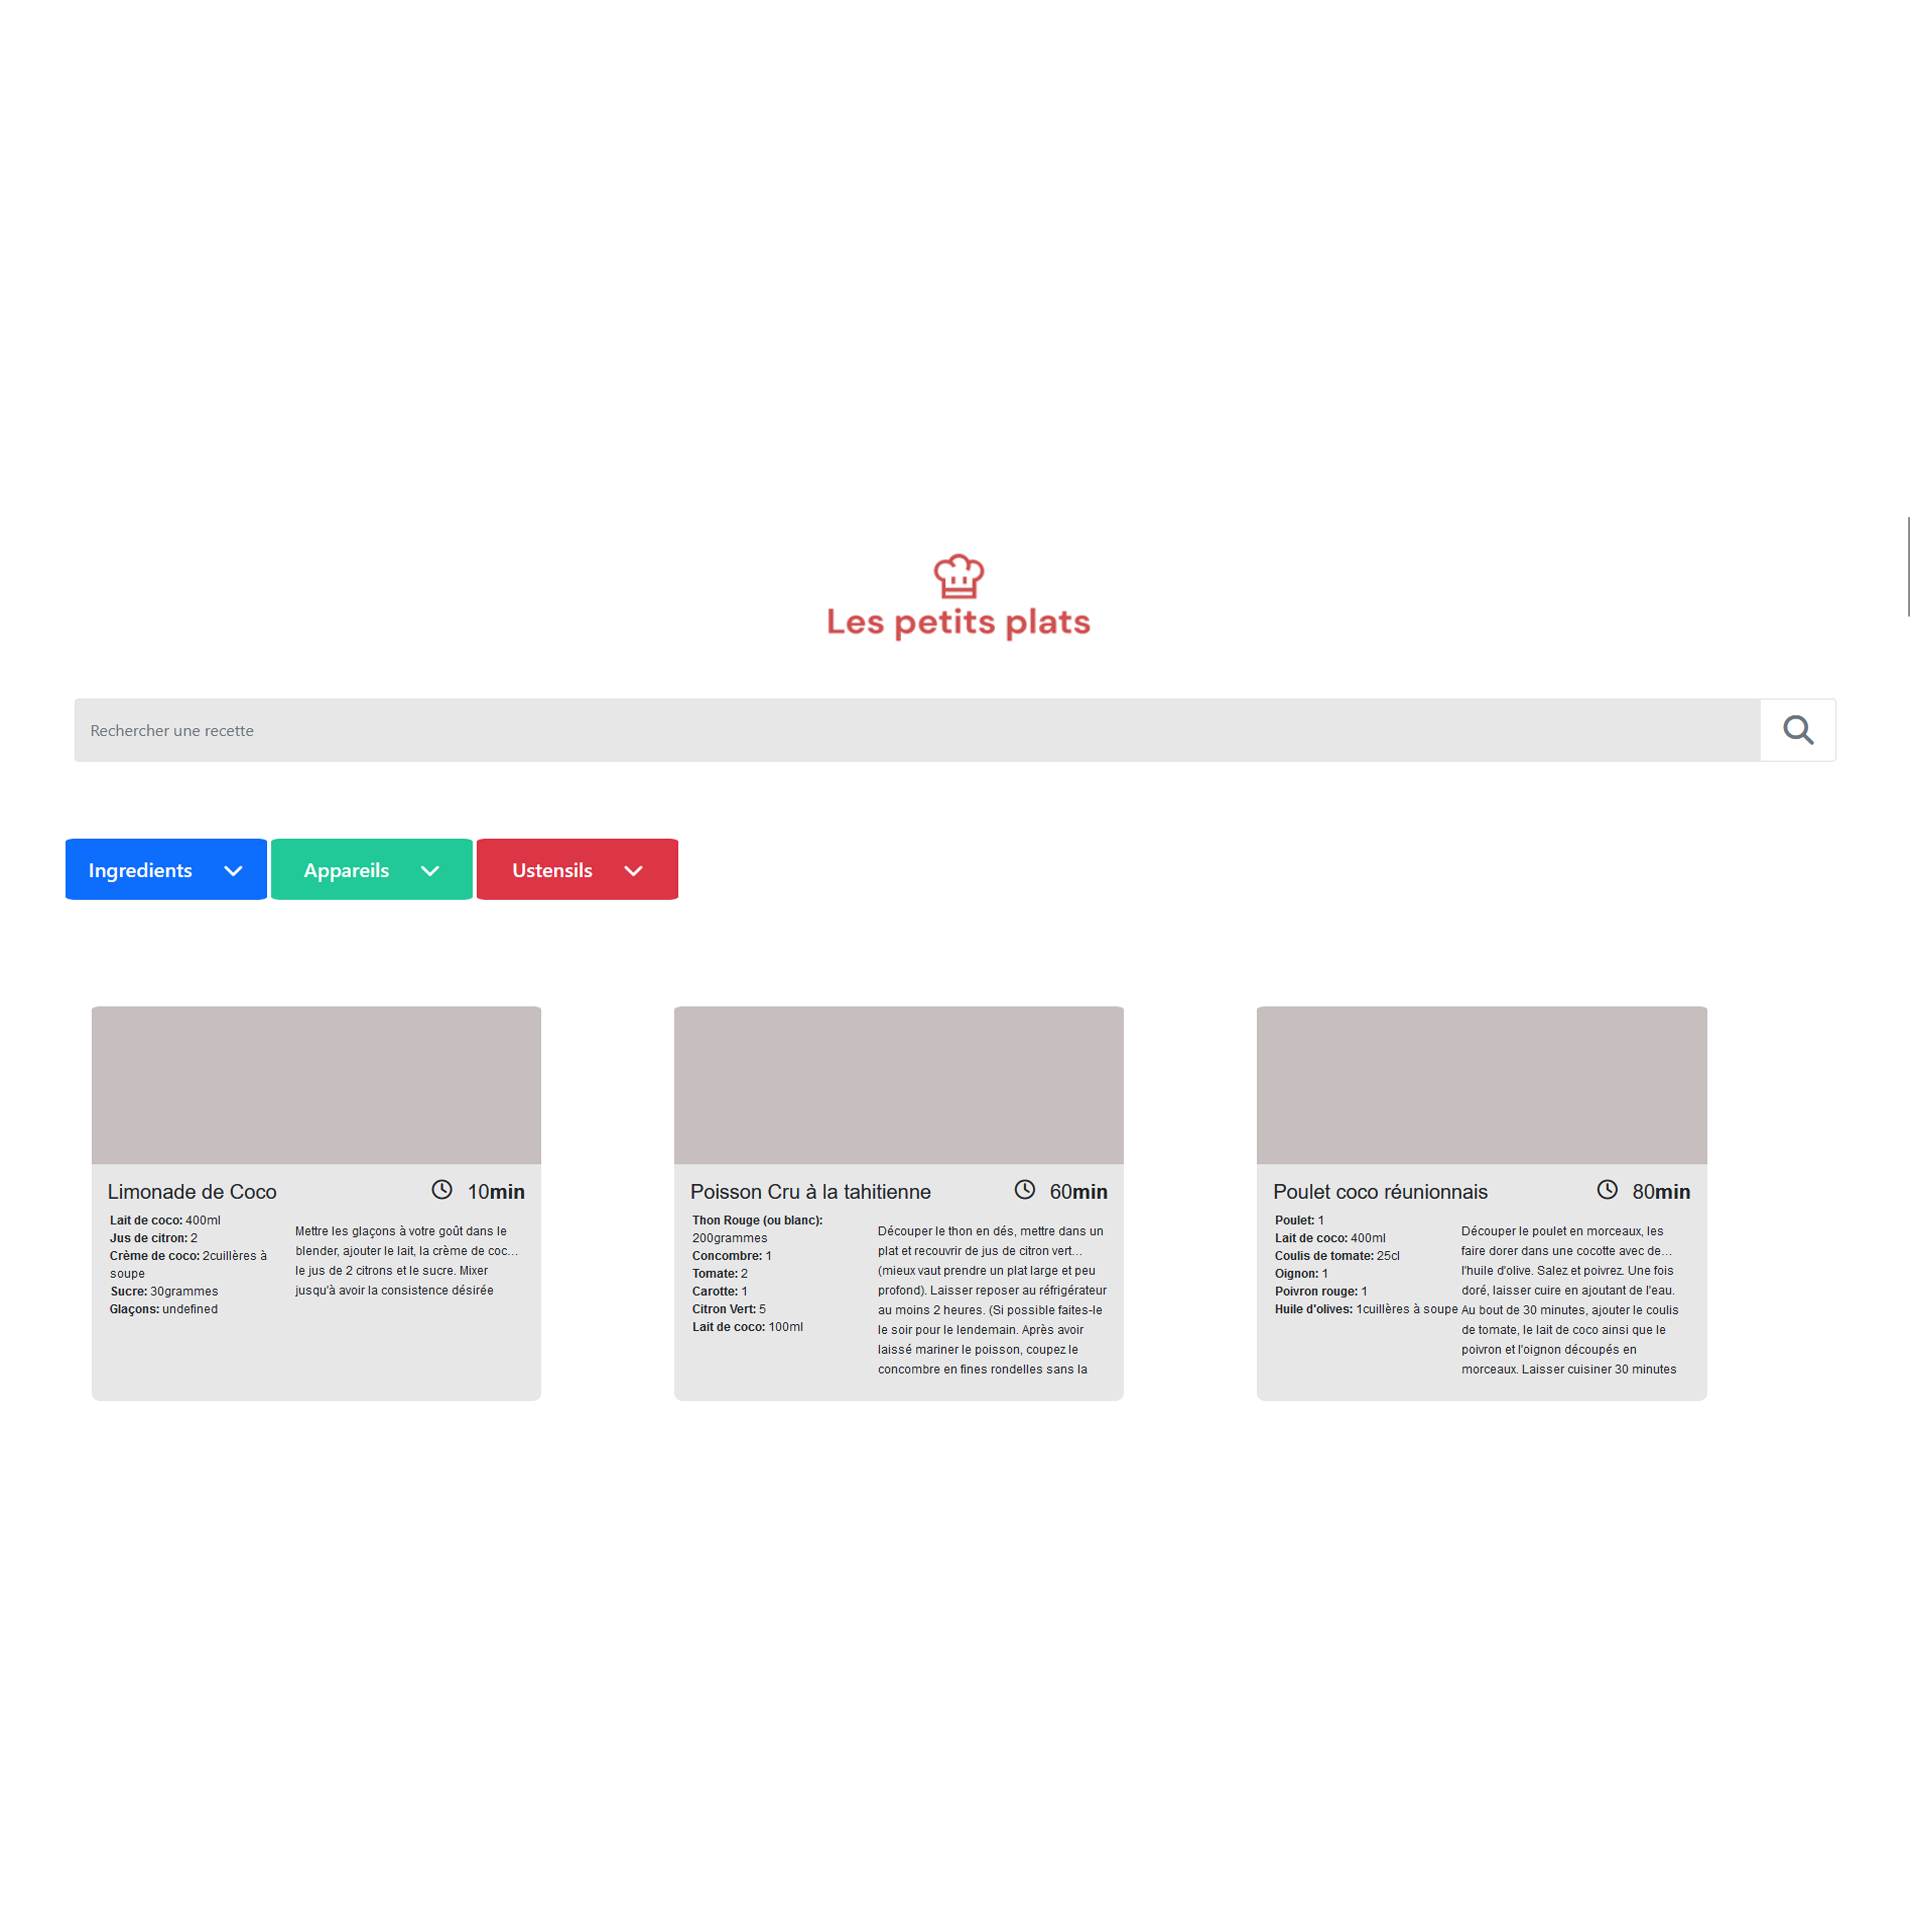 Les petits plats
Rechercher une recette
Ingredients
Appareils
Ustensils
Limonade de Coco
10min
Lait de coco: 400ml
Jus de citron: 2
Crème de coco: 2cuillères à
soupe
Sucre: 30grammes
Glaçons: undefined
Mettre les glaçons à votre goût dans le
blender, ajouter le lait, la crème de coc…
le jus de 2 citrons et le sucre. Mixer
jusqu'à avoir la consistence désirée
Poisson Cru à la tahitienne
60min
Thon Rouge (ou blanc):
200grammes
Concombre: 1
Tomate: 2
Carotte: 1
Citron Vert: 5
Lait de coco: 100ml
Découper le thon en dés, mettre dans un
plat et recouvrir de jus de citron vert…
(mieux vaut prendre un plat large et peu
profond). Laisser reposer au réfrigérateur
au moins 2 heures. (Si possible faites-le
le soir pour le lendemain. Après avoir
laissé mariner le poisson, coupez le
concombre en fines rondelles sans la
Poulet coco réunionnais
80min
Poulet: 1
Lait de coco: 400ml
Coulis de tomate: 25cl
Oignon: 1
Poivron rouge: 1
Huile d'olives: 1cuillères à soupe
Découper le poulet en morceaux, les
faire dorer dans une cocotte avec de…
l'huile d'olive. Salez et poivrez. Une fois
doré, laisser cuire en ajoutant de l'eau.
Au bout de 30 minutes, ajouter le coulis
de tomate, le lait de coco ainsi que le
poivron et l'oignon découpés en
morceaux. Laisser cuisiner 30 minutes